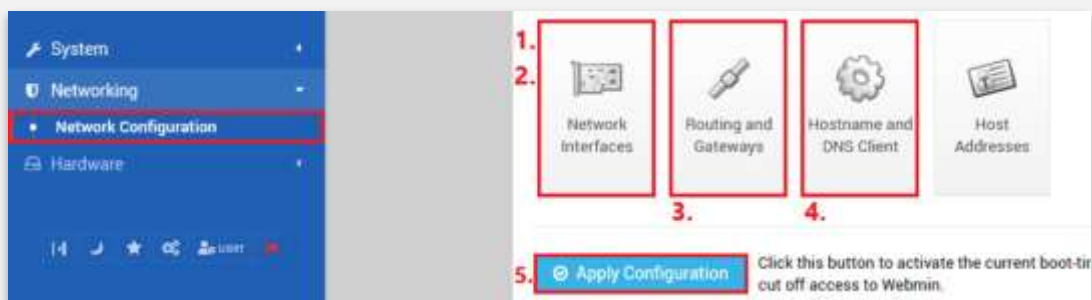 System
Networking
Network Configuration
Hardware
user
1.
2.
Network
Interfaces
Routing and
Gateways
Hostname and
DNS Client
Host
Addresses
3.
4.
5.
Apply Configuration
Click this button to activate the current boot-tim
cut off access to Webmin.